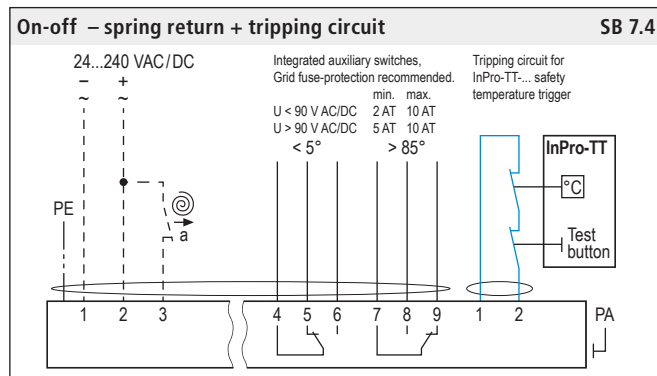 On-off – spring return + tripping circuit SB 7.4
24...240 VAC/DC
– +
~ ~
Integrated auxiliary switches,
Grid fuse-protection recommended.
min. max.
U < 90 V AC/DC 2 AT 10 AT
U > 90 V AC/DC 5 AT 10 AT
< 5° > 85°
Tripping circuit for
InPro-TT-... safety
temperature trigger
InPro-TT
°C
Test
button
PE
a
1 2 3 4 5 6 7 8 9 1 2 PA